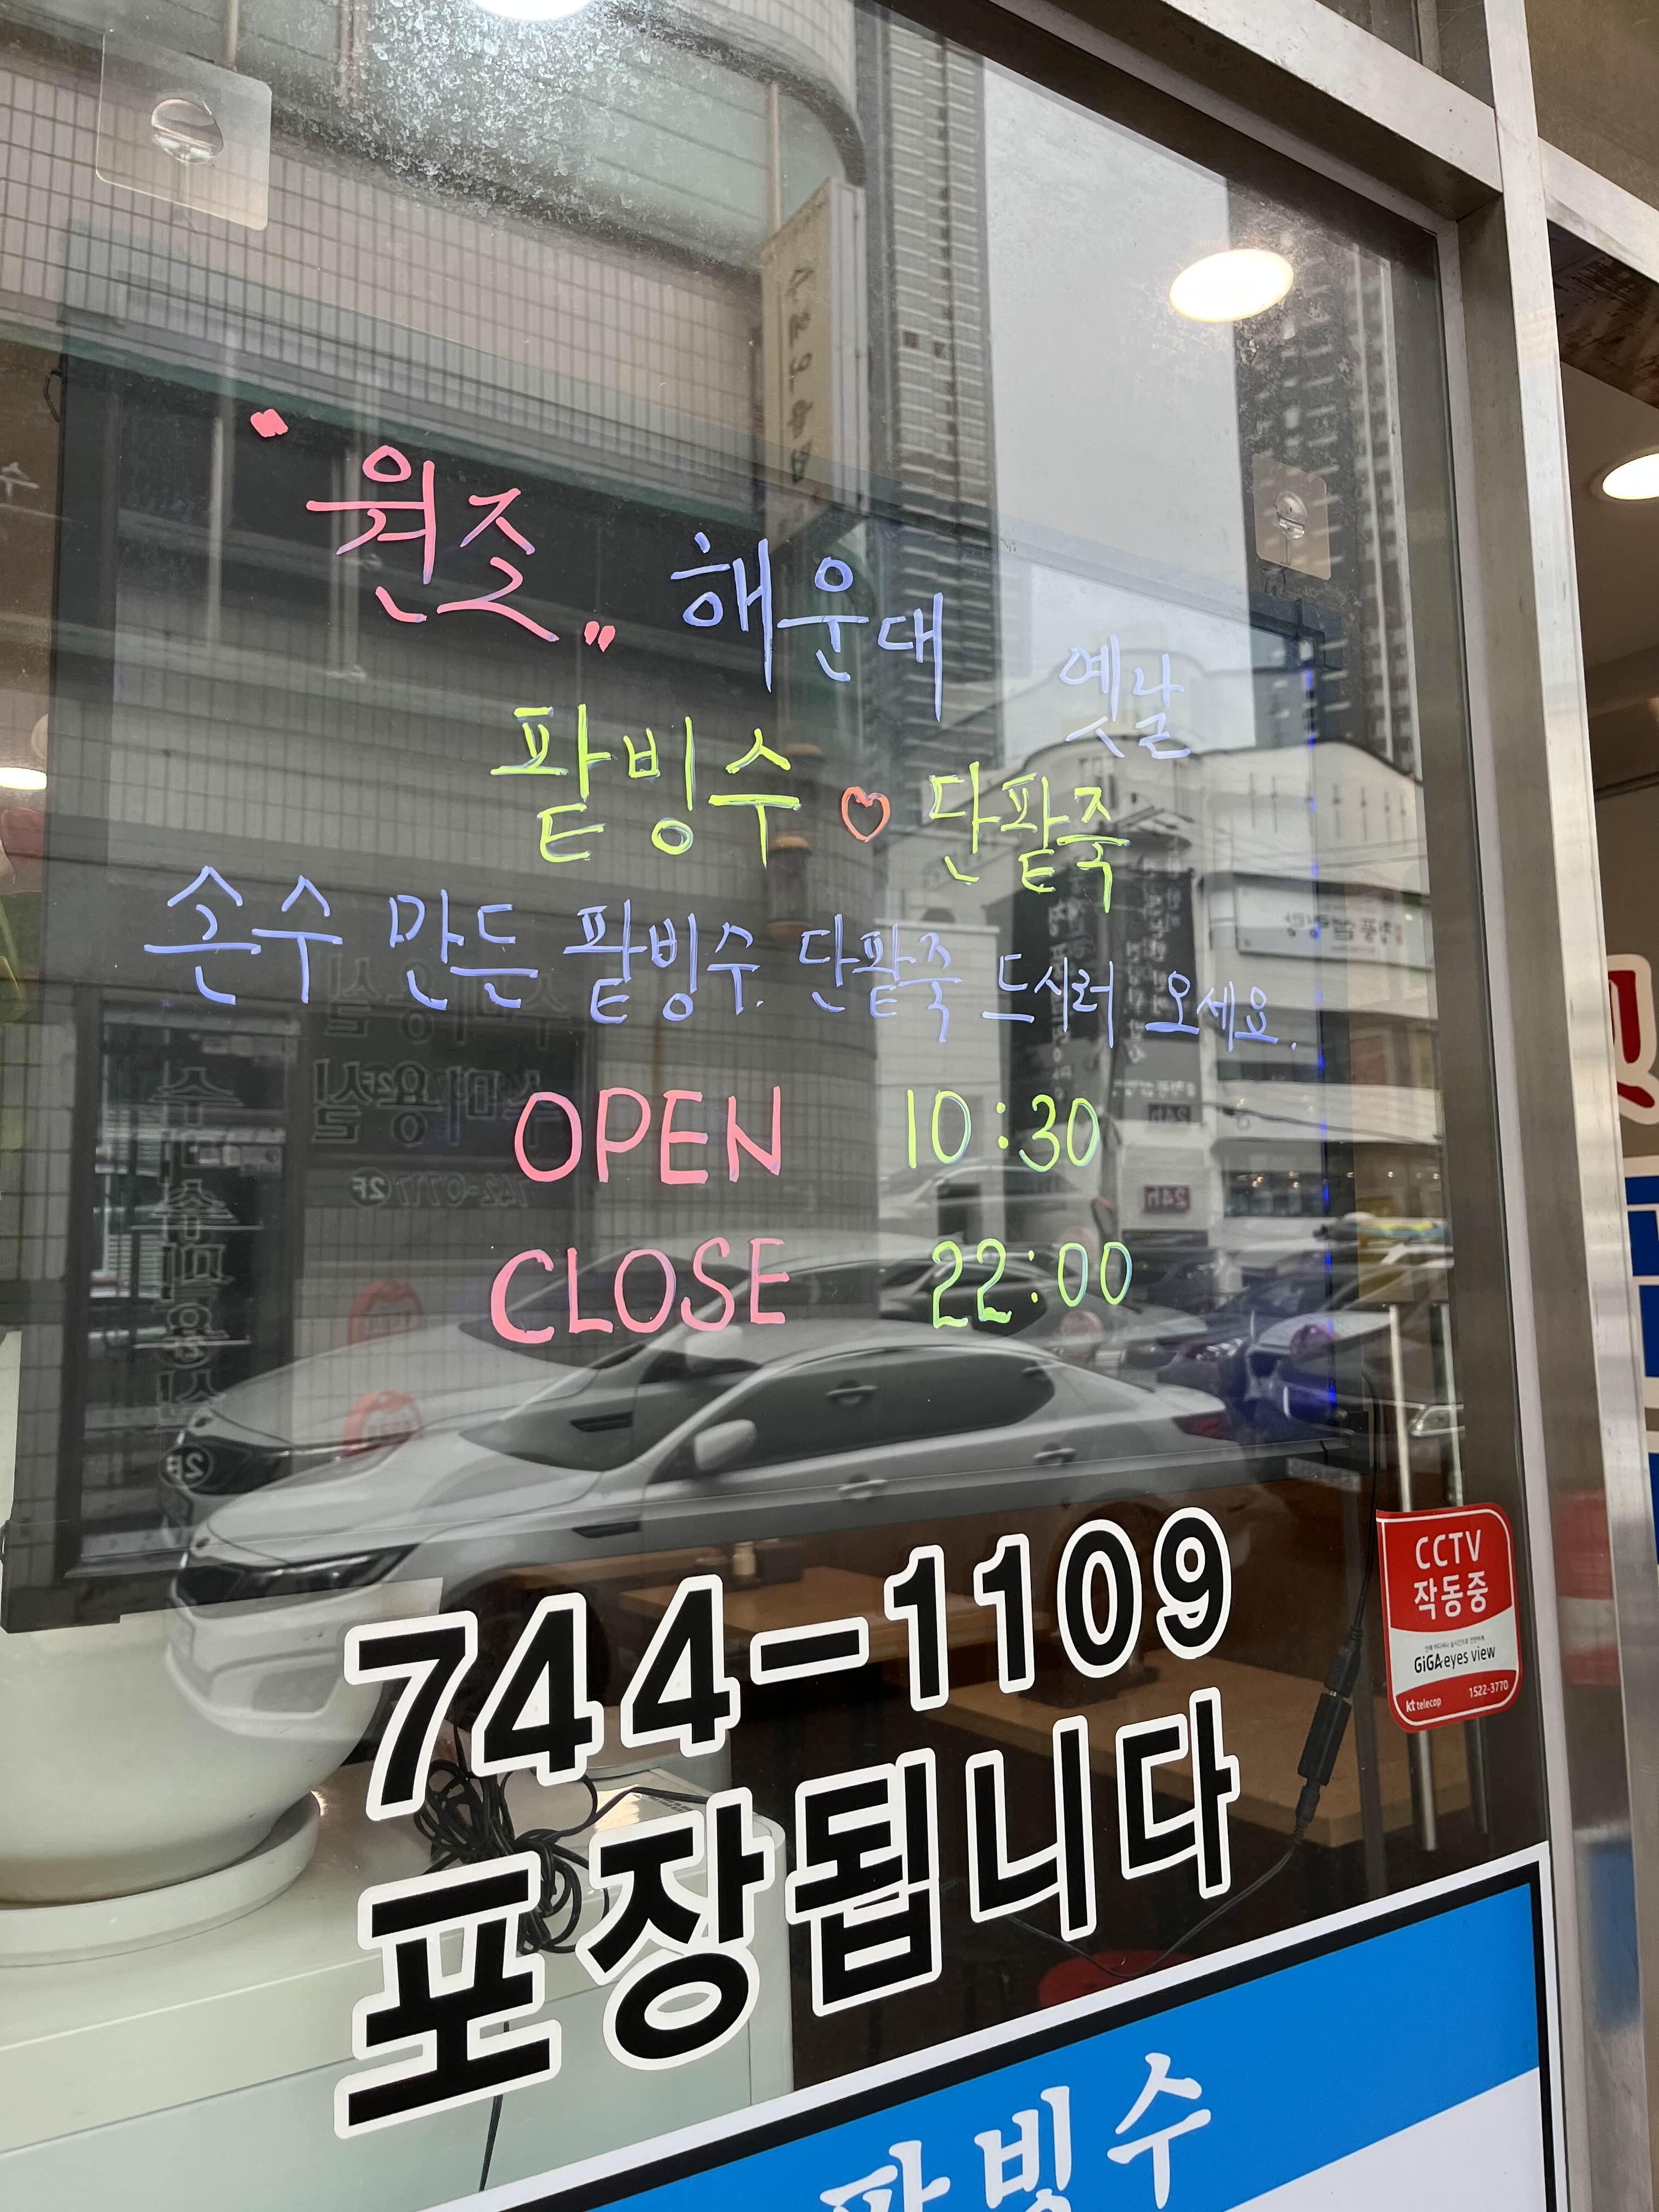 "원조" 해운대 옛날
팥빙수 ♡ 단팥죽
손수 만든 팥빙수. 단팥죽 드시러 오세요.
OPEN 10:30
CLOSE 22:00
744-1109
포장됩니다
CCTV
작동중
GiGAeyes view
kt telecop 1522-3770
팥빙수